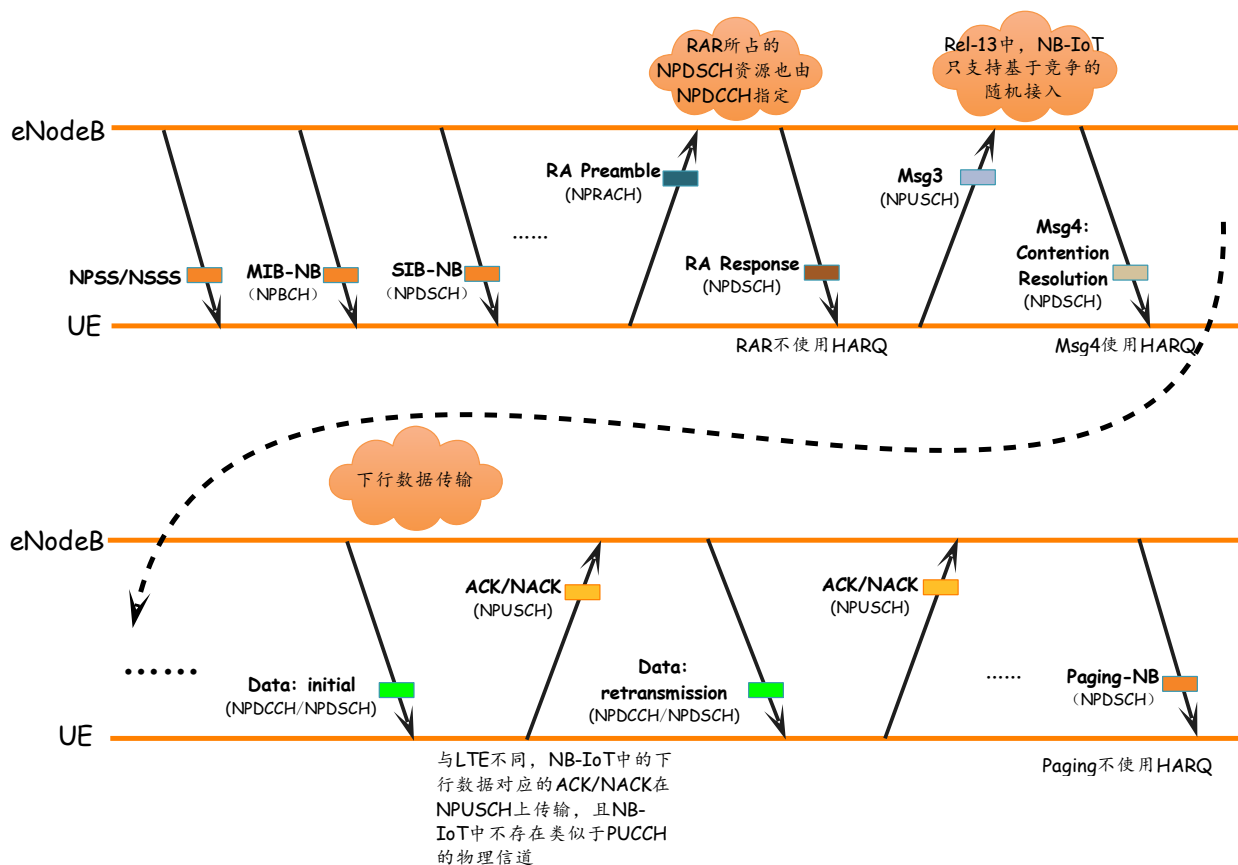 RAR所占的
NPDSCH资源也由
NPDCCH指定
Rel-13中，NB-IoT
只支持基于竞争的
随机接入
eNodeB
RA Preamble
(NPRACH)
Msg3
(NPUSCH)
……
NPSS/NSSS
MIB-NB
（NPBCH）
SIB-NB
（NPDSCH）
RA Response
(NPDSCH)
Msg4:
Contention
Resolution
(NPDSCH)
UE
RAR不使用HARQ
Msg4使用HARQ
下行数据传输
eNodeB
ACK/NACK
(NPUSCH)
ACK/NACK
(NPUSCH)
……
Data: initial
(NPDCCH/NPDSCH)
Data:
retransmission
(NPDCCH/NPDSCH)
……
Paging-NB
（NPDSCH）
UE
与LTE不同，NB-IoT中的下
行数据对应的ACK/NACK在
NPUSCH上传输，且NB-
IoT中不存在类似于PUCCH
的物理信道
Paging不使用HARQ